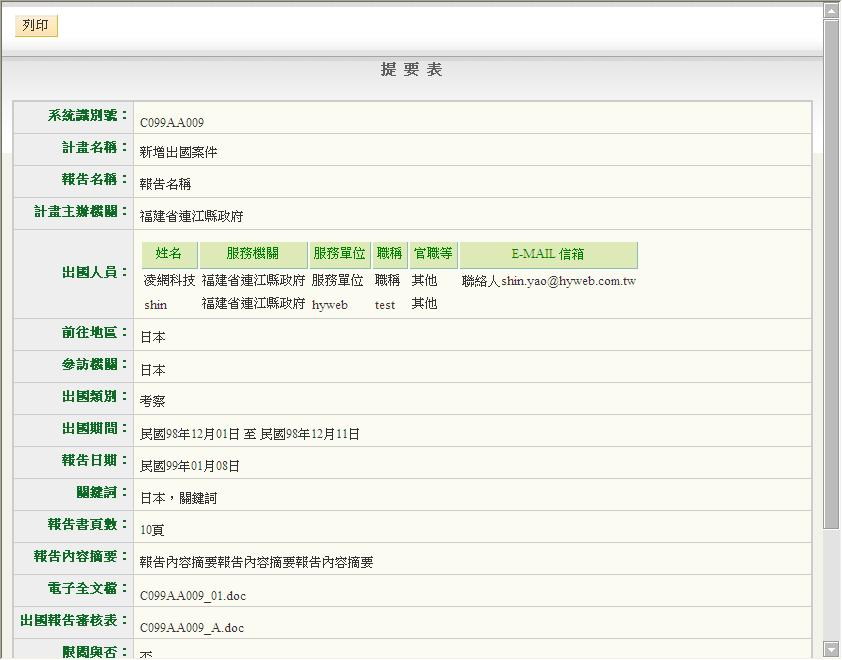 列印
提 要 表
系統識別號： C099AA009
計畫名稱： 新增出國案件
報告名稱： 報告名稱
計畫主辦機關： 福建省連江縣政府
出國人員：
姓名 服務機關 服務單位 職稱 官職等 E-MAIL 信箱
凌網科技 福建省連江縣政府 服務單位 職稱 其他 聯絡人shin.yao@hyweb.com.tw
shin 福建省連江縣政府 hyweb test 其他
前往地區： 日本
參訪機關： 日本
出國類別： 考察
出國期間： 民國98年12月01日 至 民國98年12月11日
報告日期： 民國99年01月08日
關鍵詞： 日本，關鍵詞
報告書頁數： 10頁
報告內容摘要： 報告內容摘要報告內容摘要報告內容摘要
電子全文檔： C099AA009_01.doc
出國報告審核表： C099AA009_A.doc
限閱與否： 否